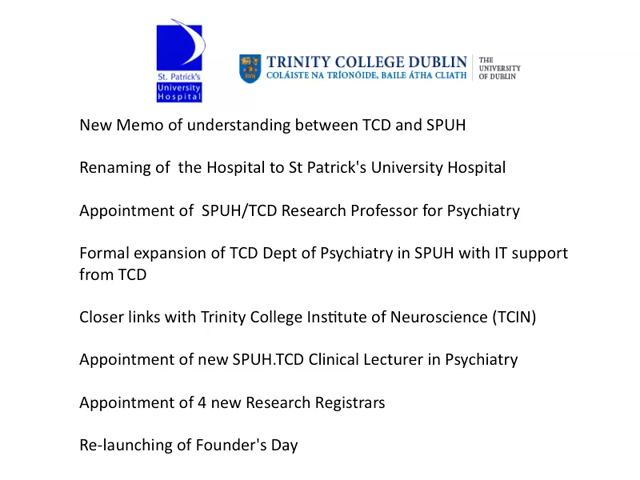 St. Patrick's
University
Hospital
TRINITY COLLEGE DUBLIN
COLÁISTE NA TRÍONÓIDE, BAILE ÁTHA CLIATH
THE
UNIVERSITY
OF DUBLIN
New Memo of understanding between TCD and SPUH
Renaming of  the Hospital to St Patrick's University Hospital
Appointment of  SPUH/TCD Research Professor for Psychiatry
Formal expansion of TCD Dept of Psychiatry in SPUH with IT support
from TCD
Closer links with Trinity College Institute of Neuroscience (TCIN)
Appointment of new SPUH.TCD Clinical Lecturer in Psychiatry
Appointment of 4 new Research Registrars
Re-launching of Founder's Day